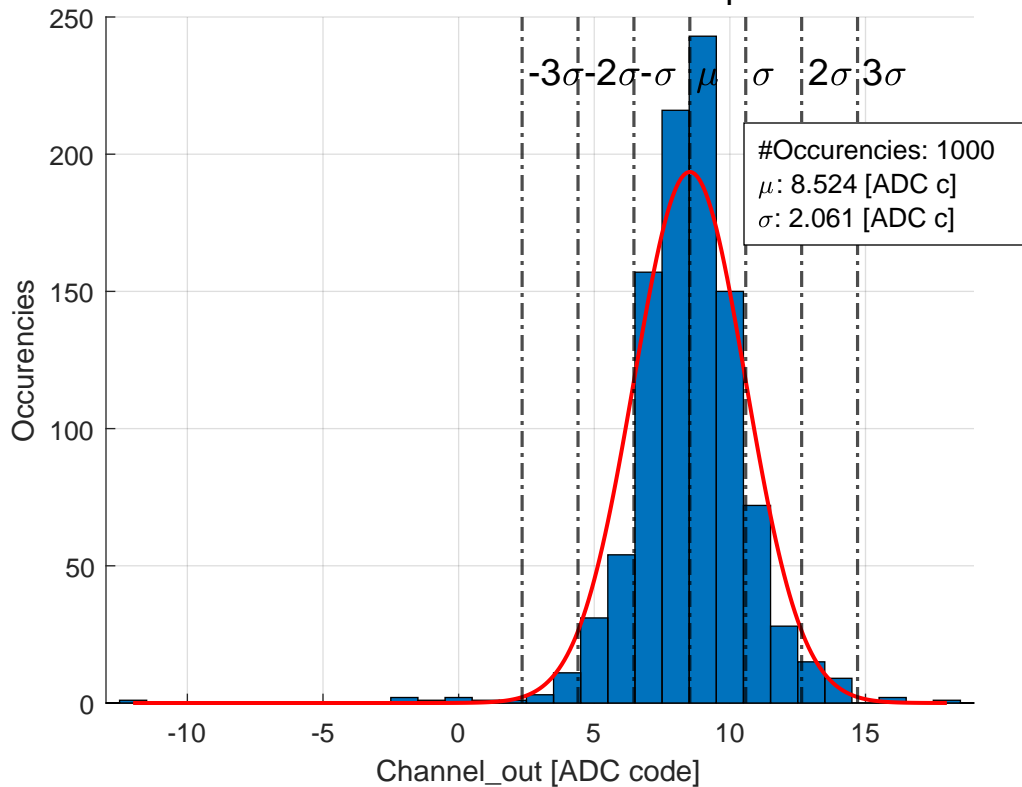 250
200
150
100
50
0
-3σ -2σ -σ μ σ 2σ 3σ
#Occurencies: 1000
μ: 8.524 [ADC c]
σ: 2.061 [ADC c]
Occurencies
-10 -5 0 5 10 15
Channel_out [ADC code]